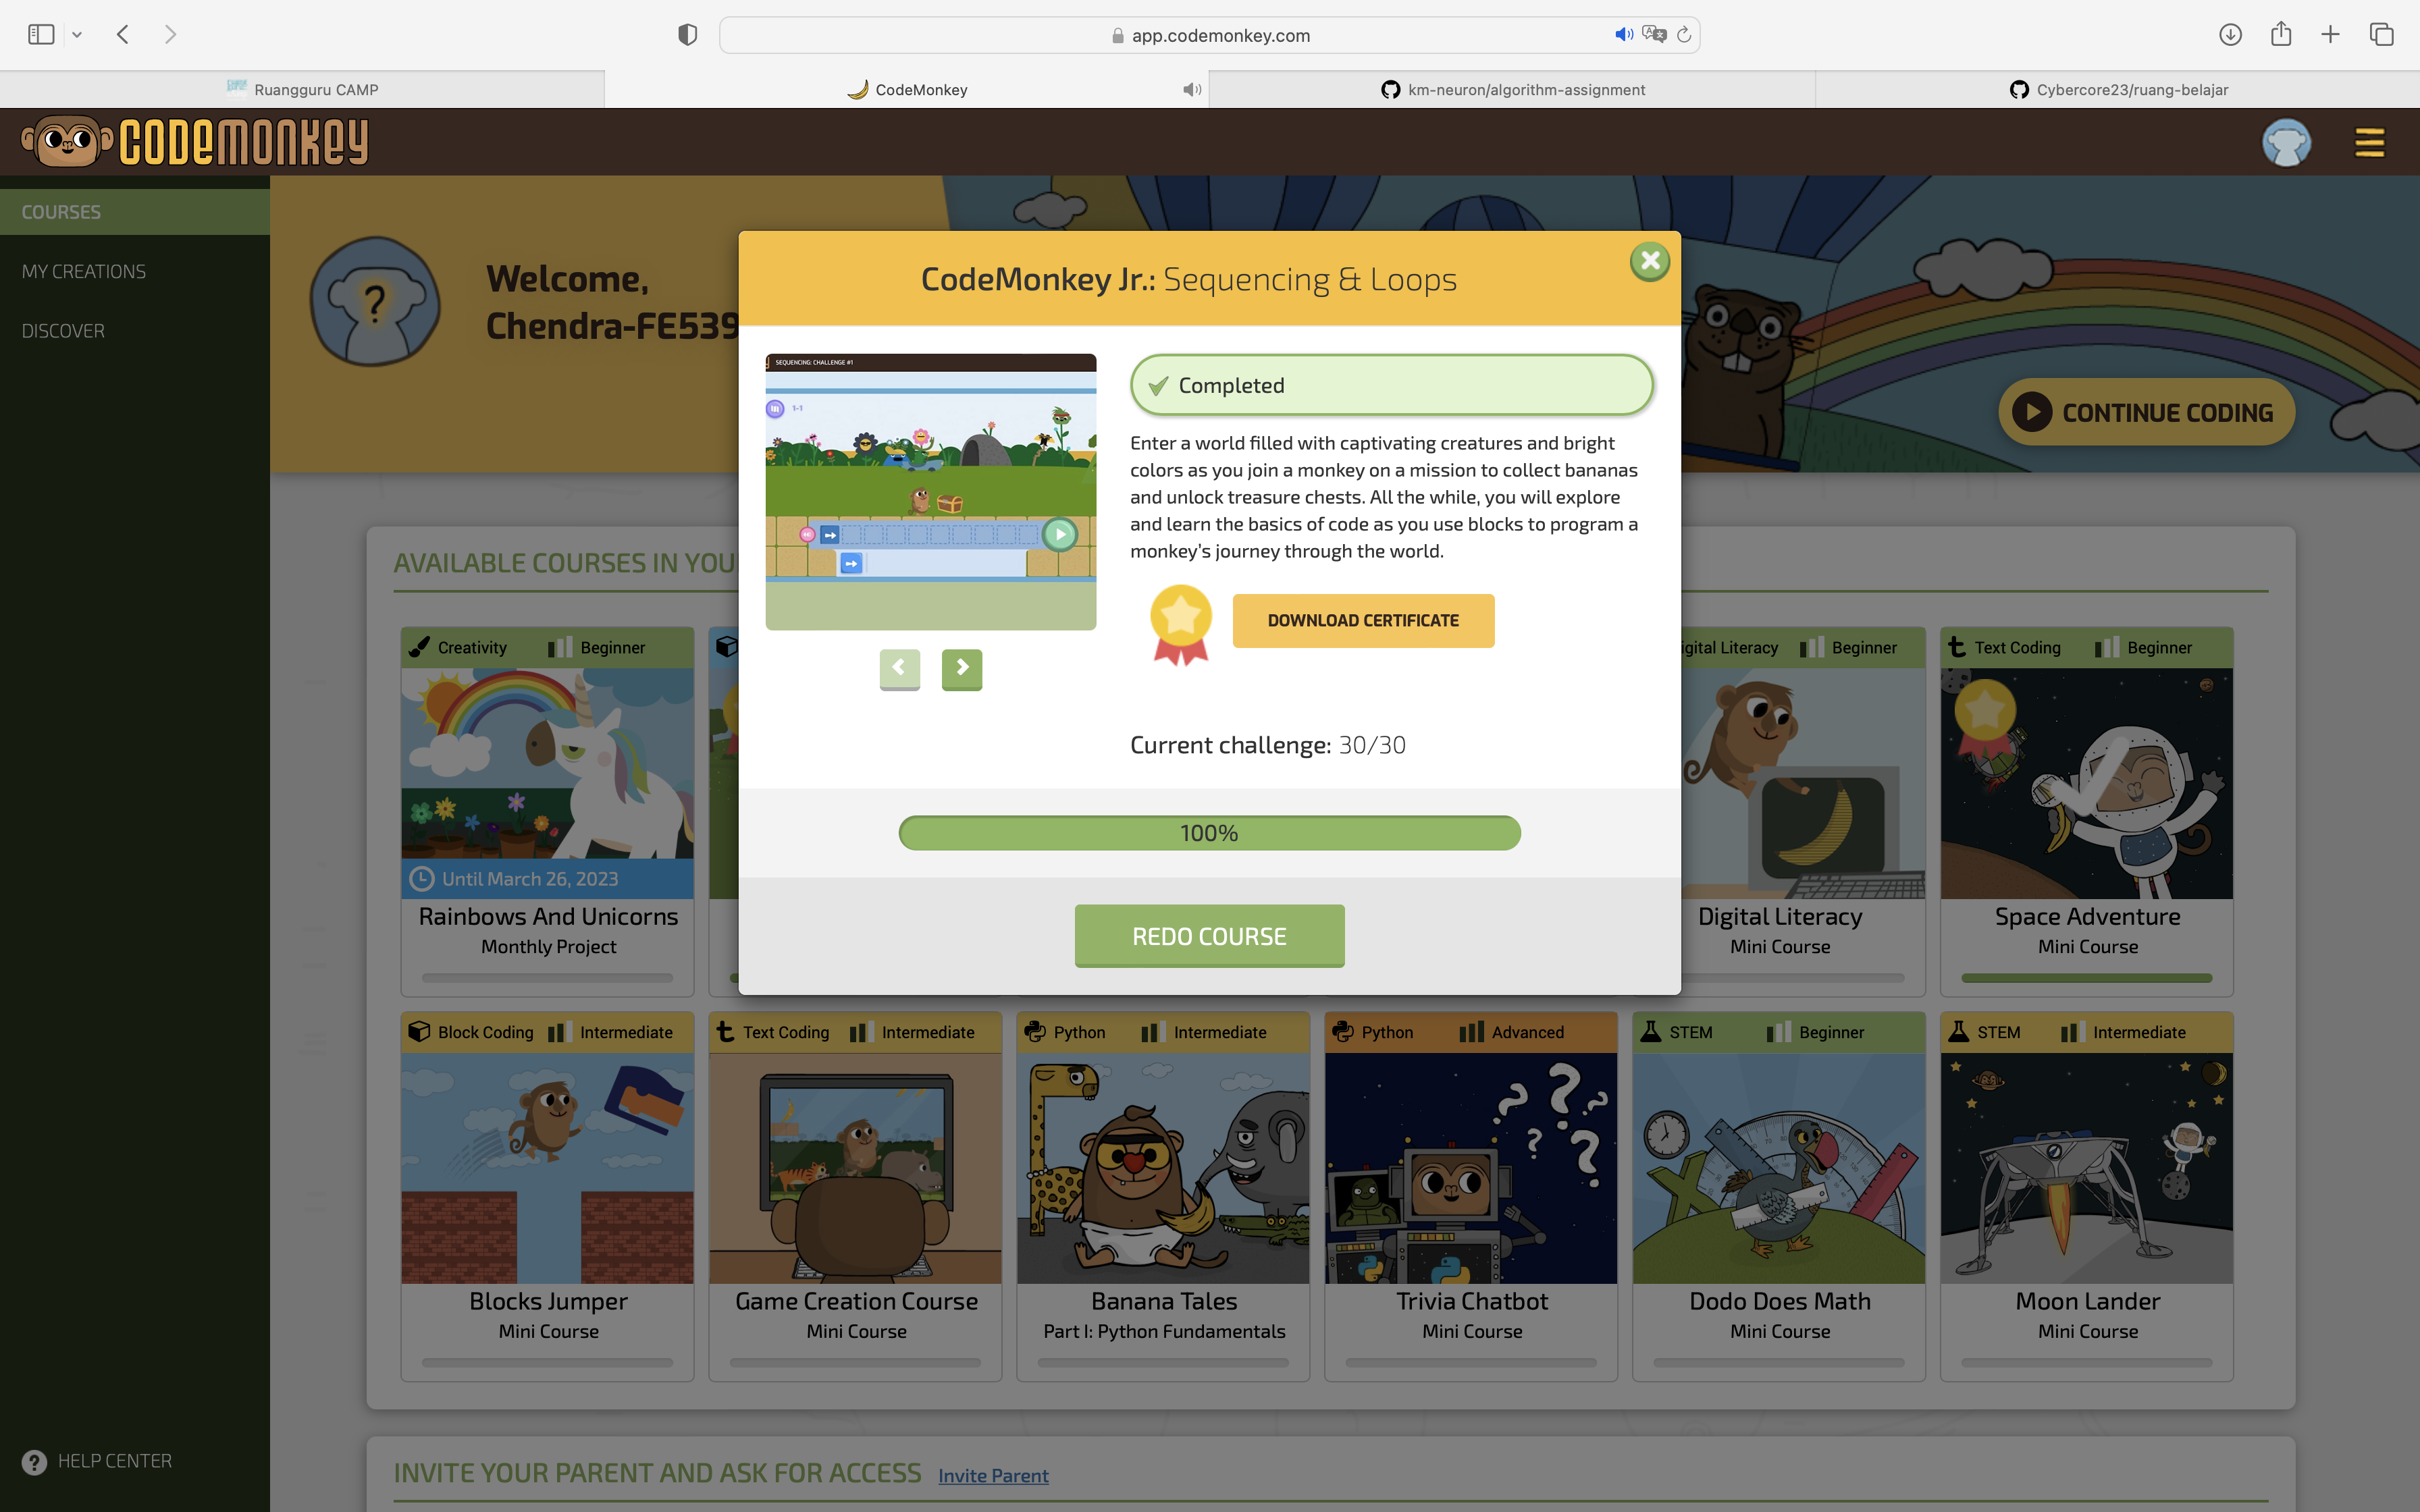 app.codemonkey.com
Ruangguru CAMP
CodeMonkey
km-neuron/algorithm-assignment
Cybercore23/ruang-belajar
CODEMONKEY
COURSES
MY CREATIONS
DISCOVER
HELP CENTER
Welcome,
Chendra-FE539
CONTINUE CODING
CodeMonkey Jr.: Sequencing & Loops
SEQUENCING: CHALLENGE #1
1-1
Completed
Enter a world filled with captivating creatures and bright
colors as you join a monkey on a mission to collect bananas
and unlock treasure chests. All the while, you will explore
and learn the basics of code as you use blocks to program a
monkey's journey through the world.
DOWNLOAD CERTIFICATE
Current challenge: 30/30
100%
REDO COURSE
AVAILABLE COURSES IN YOU
Creativity Beginner
Until March 26, 2023
Rainbows And Unicorns
Monthly Project
igital Literacy Beginner
Digital Literacy
Mini Course
Text Coding Beginner
Space Adventure
Mini Course
Block Coding Intermediate
Blocks Jumper
Mini Course
Text Coding Intermediate
Game Creation Course
Mini Course
Python Intermediate
Banana Tales
Part I: Python Fundamentals
Python Advanced
Trivia Chatbot
Mini Course
STEM Beginner
Dodo Does Math
Mini Course
STEM Intermediate
Moon Lander
Mini Course
INVITE YOUR PARENT AND ASK FOR ACCESS Invite Parent